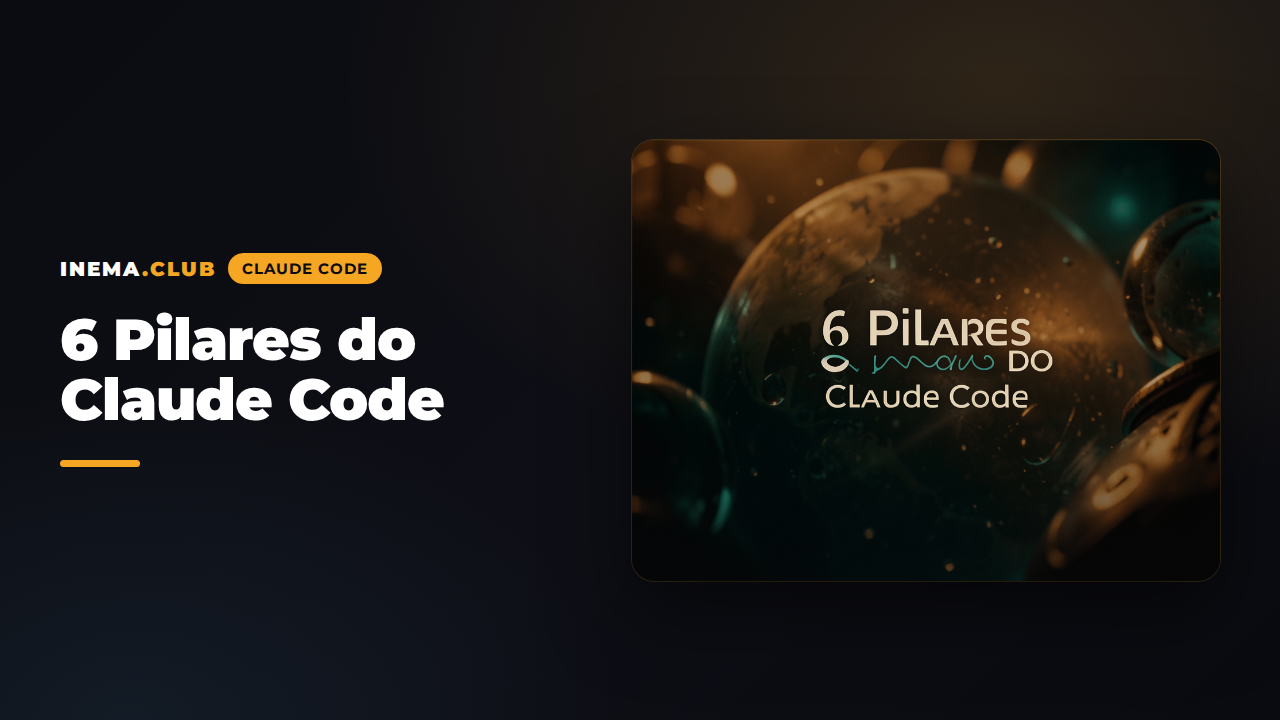 INEMA.CLUB CLAUDE CODE
6 Pilares do
Claude Code
6 PiLARES
DO
CLAude Code